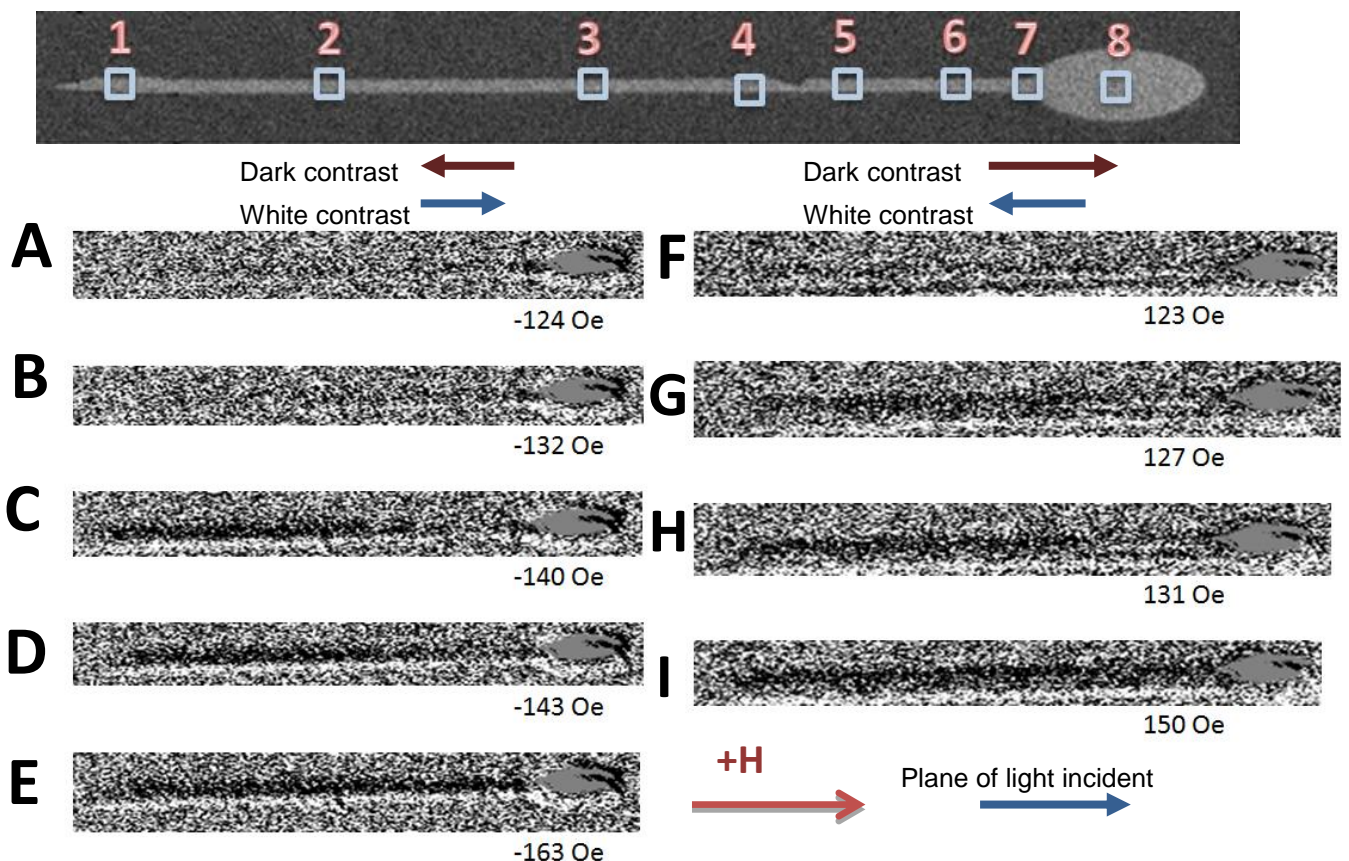 1 2 3 4 5 6 7 8
Dark contrast
White contrast
Dark contrast
White contrast
A
-124 Oe
B
-132 Oe
C
-140 Oe
D
-143 Oe
E
-163 Oe
F
123 Oe
G
127 Oe
H
131 Oe
I
150 Oe
+H
Plane of light incident